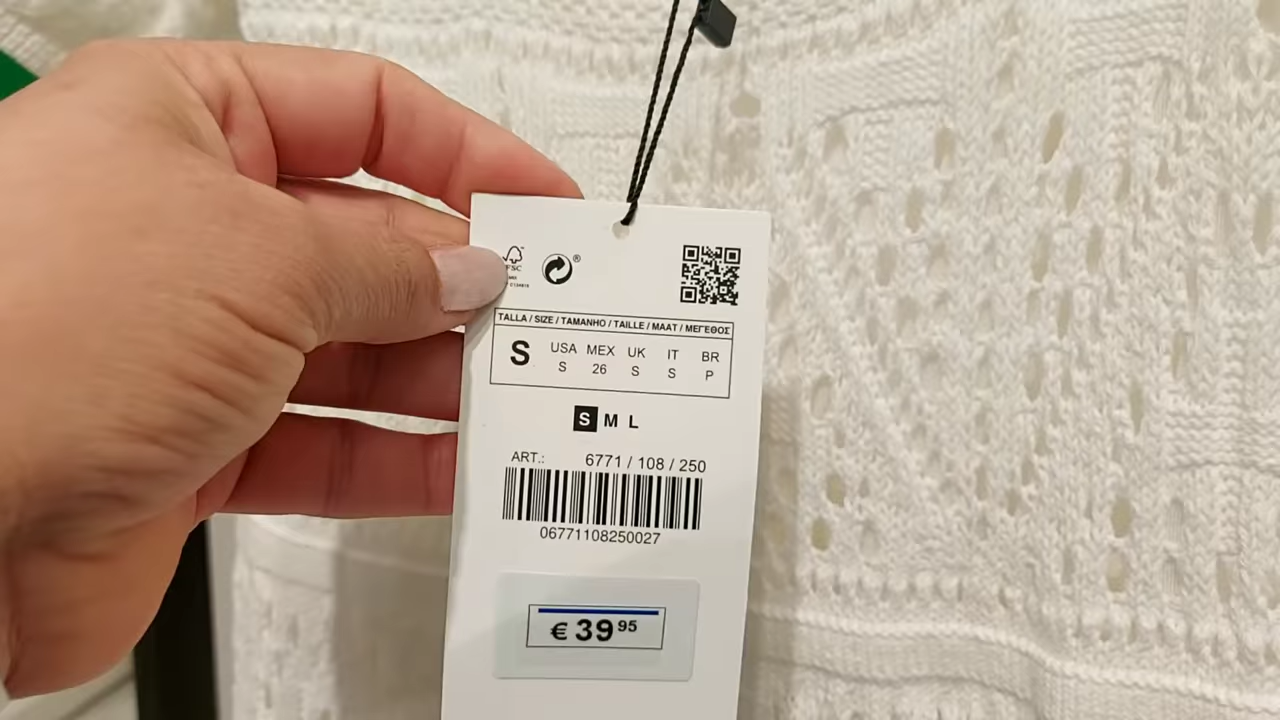 FSC
®
TALLA / SIZE / TAMANHO / TAILLE / MAAT / ΜΕΓΕΘΟΣ
S USA MEX UK IT BR
S 26 S S P
S M L
ART.: 6771 / 108 / 250
06771108250027
€ 39 95